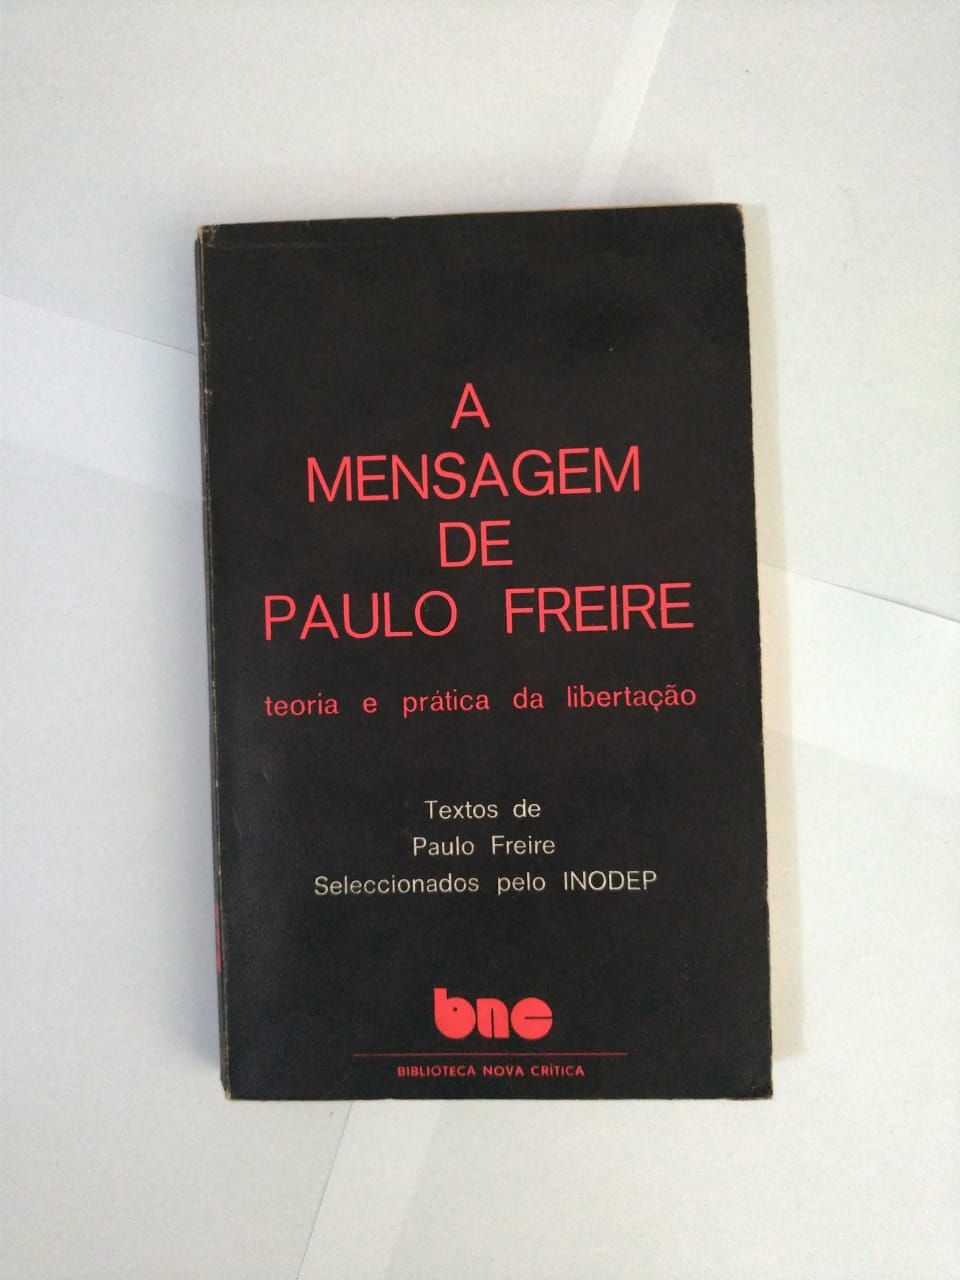 A
MENSAGEM
DE
PAULO FREIRE
teoria e prática da libertação
Textos de
Paulo Freire
Seleccionados pelo INODEP
bnc
BIBLIOTECA NOVA CRÍTICA